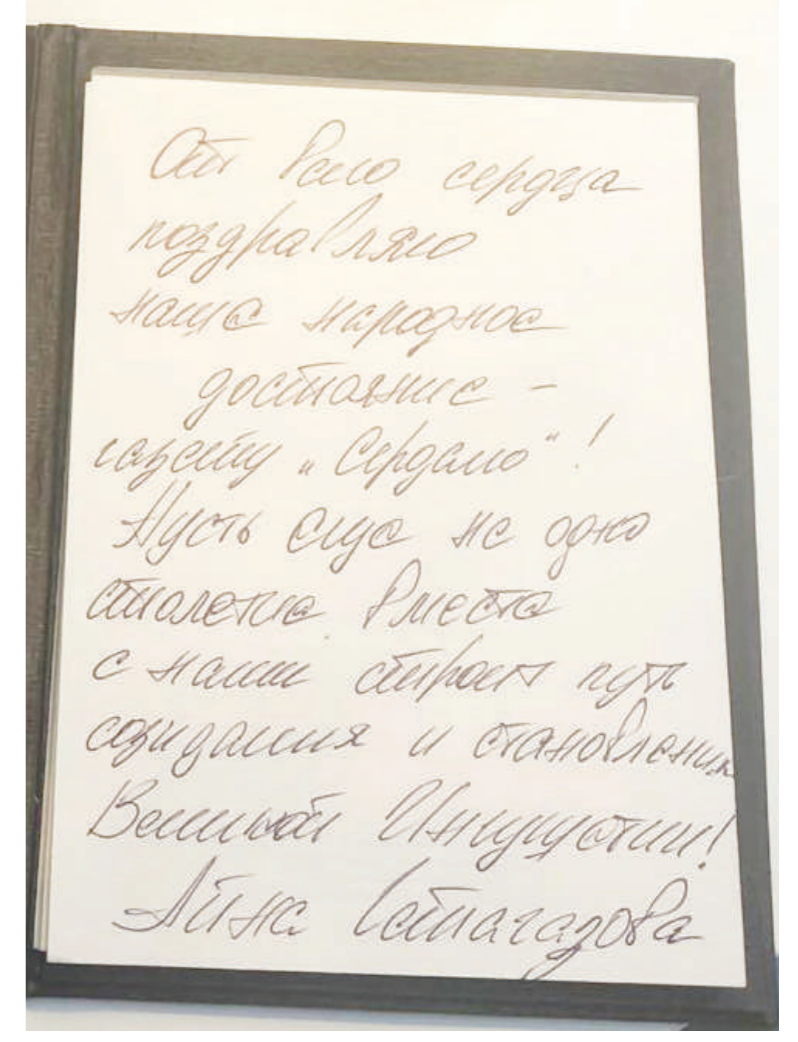 От всего сердца
поздравляю
наше народное
достояние -
газету „Сердало“!
Пусть еще не одно
столетие вместе
с нами строит путь
созидания и становления
Великой Ингушетии!
Айна